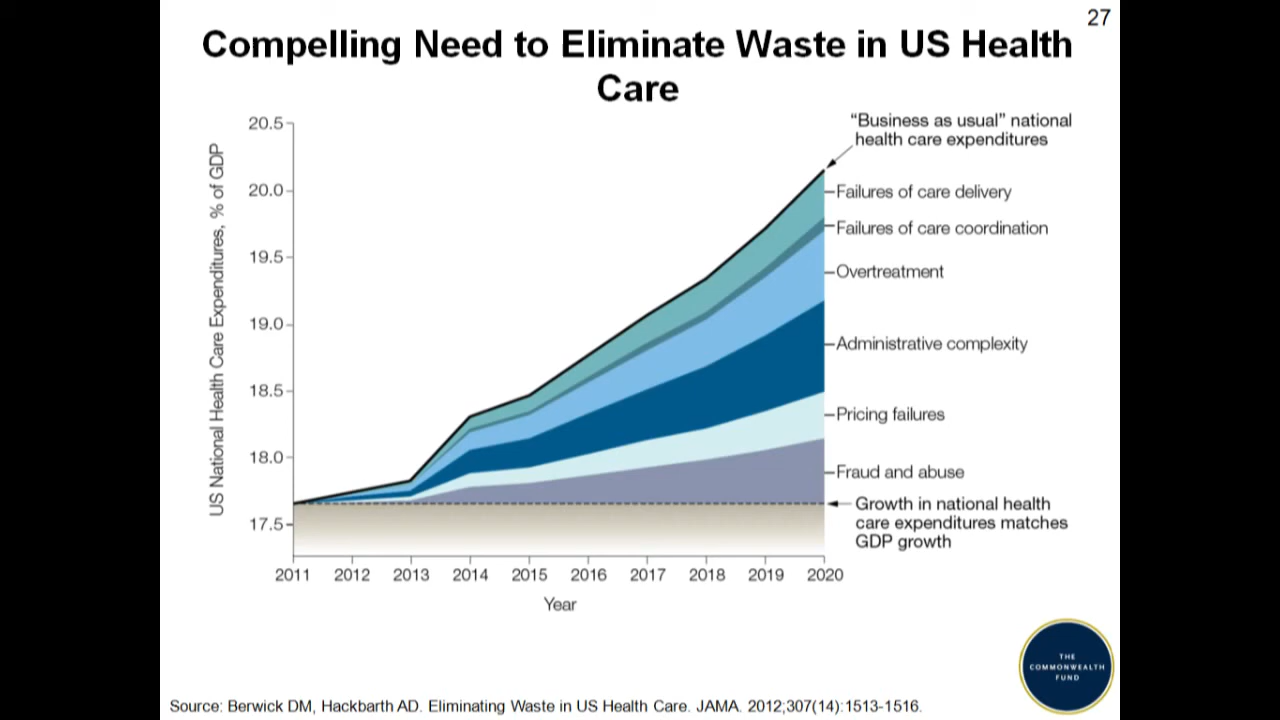 27
Compelling Need to Eliminate Waste in US Health
Care
US National Health Care Expenditures, % of GDP
20.5
20.0
19.5
19.0
18.5
18.0
17.5
2011 2012 2013 2014 2015 2016 2017 2018 2019 2020
Year
“Business as usual” national
health care expenditures
Failures of care delivery
Failures of care coordination
Overtreatment
Administrative complexity
Pricing failures
Fraud and abuse
Growth in national health
care expenditures matches
GDP growth
THE
COMMONWEALTH
FUND
Source: Berwick DM, Hackbarth AD. Eliminating Waste in US Health Care. JAMA. 2012;307(14):1513-1516.